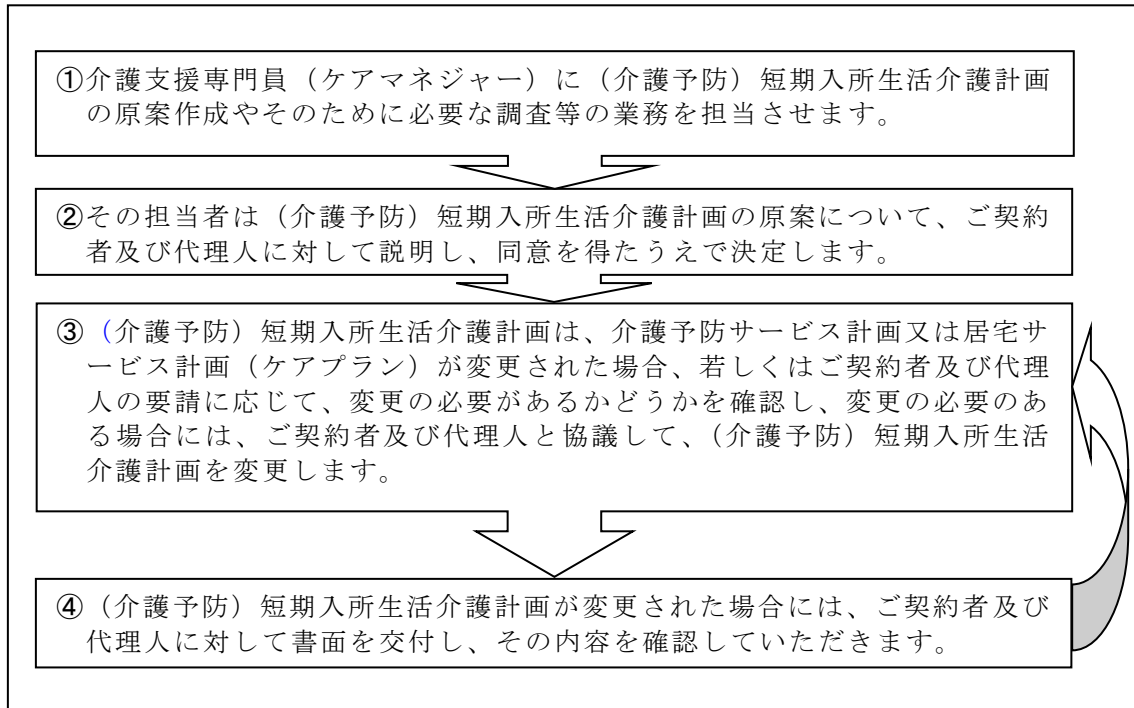 ①介護支援専門員（ケアマネジャー）に（介護予防）短期入所生活介護計画
の原案作成やそのために必要な調査等の業務を担当させます。
②その担当者は（介護予防）短期入所生活介護計画の原案について、ご契約
者及び代理人に対して説明し、同意を得たうえで決定します。
③（介護予防）短期入所生活介護計画は、介護予防サービス計画又は居宅サ
ービス計画（ケアプラン）が変更された場合、若しくはご契約者及び代理
人の要請に応じて、変更の必要があるかどうかを確認し、変更の必要のあ
る場合には、ご契約者及び代理人と協議して、（介護予防）短期入所生活
介護計画を変更します。
④（介護予防）短期入所生活介護計画が変更された場合には、ご契約者及び
代理人に対して書面を交付し、その内容を確認していただきます。